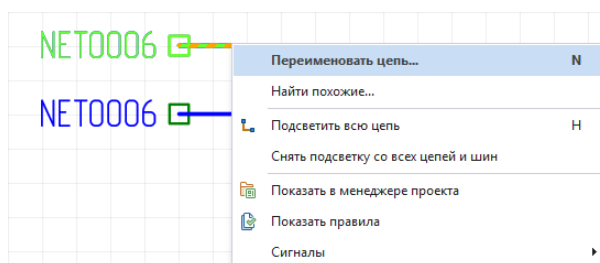 NET0006
Переименовать цепь... N
Найти похожие...
NET0006
Подсветить всю цепь H
Снять подсветку со всех цепей и шин
Показать в менеджере проекта
Показать правила
Сигналы